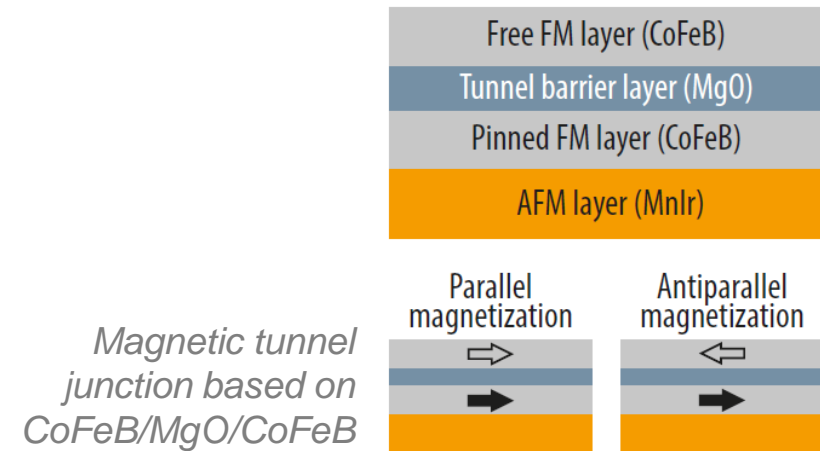 Free FM layer (CoFeB)
Tunnel barrier layer (MgO)
Pinned FM layer (CoFeB)
AFM layer (MnIr)
Parallel
magnetization
Antiparallel
magnetization
Magnetic tunnel
junction based on
CoFeB/MgO/CoFeB